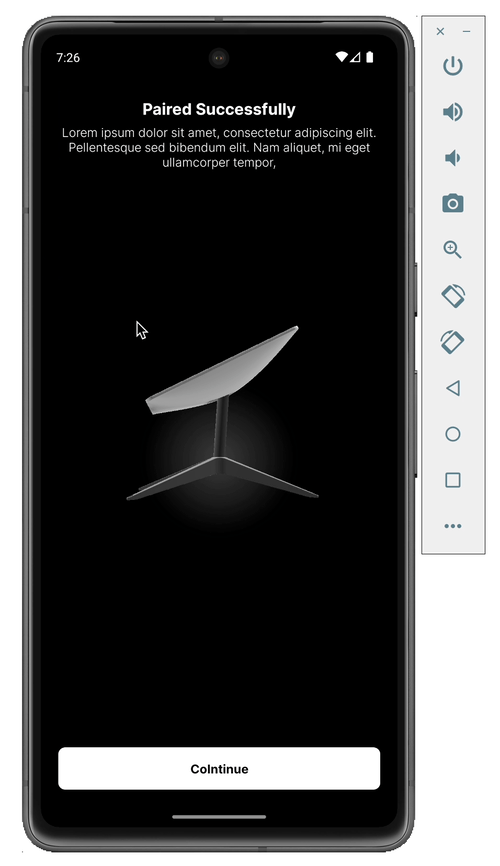 7:26
Paired Successfully
Lorem ipsum dolor sit amet, consectetur adipiscing elit.
Pellentesque sed bibendum elit. Nam aliquet, mi eget
ullamcorper tempor,
Colntinue